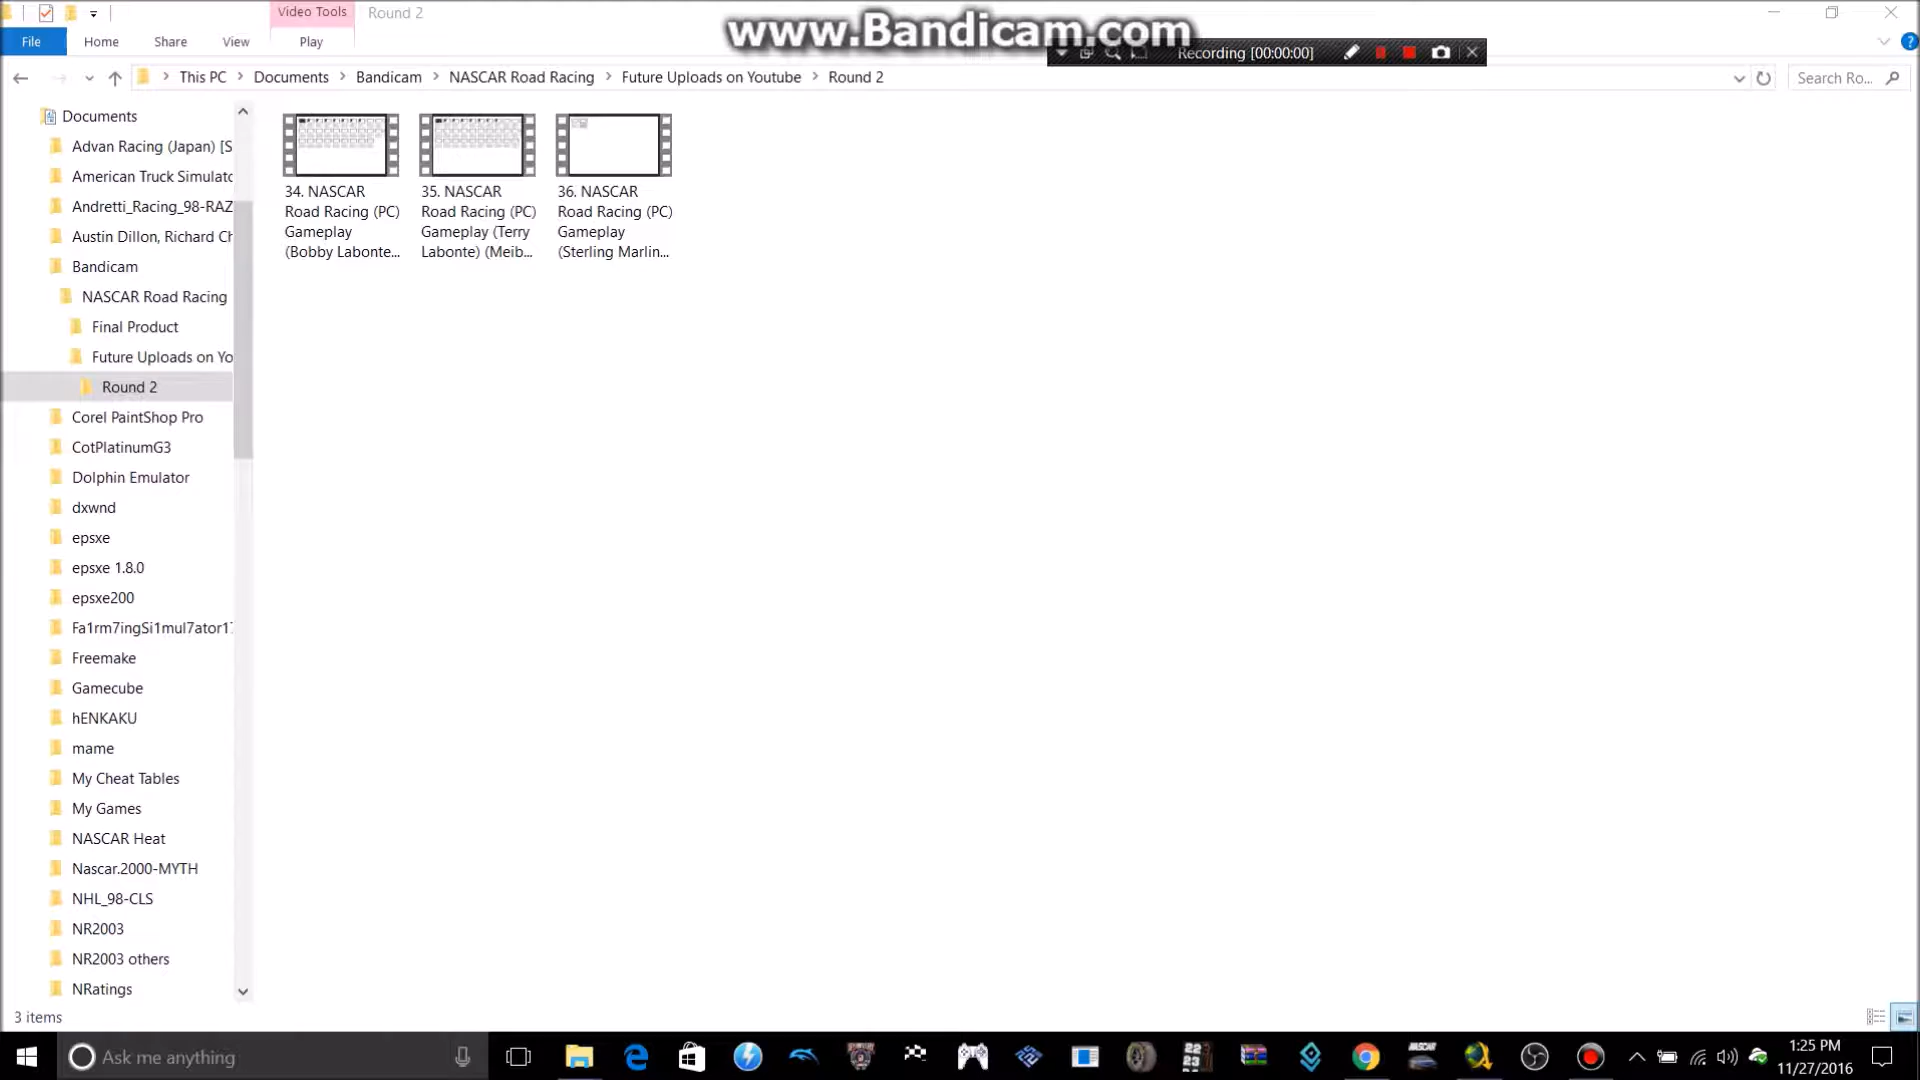 Video Tools
Round 2
www.Bandicam.com
File
Home
Share
View
Play
Recording [00:00:00]
This PC
Documents
Bandicam
NASCAR Road Racing
Future Uploads on Youtube
Round 2
Search Ro...
Documents
Advan Racing (Japan) [S
American Truck Simulato
Andretti_Racing_98-RAZ
Austin Dillon, Richard Ch
Bandicam
NASCAR Road Racing
Final Product
Future Uploads on Yo
Round 2
Corel PaintShop Pro
CotPlatinumG3
Dolphin Emulator
dxwnd
epsxe
epsxe 1.8.0
epsxe200
Fa1rm7ingSi1mul7ator17
Freemake
Gamecube
hENKAKU
mame
My Cheat Tables
My Games
NASCAR Heat
Nascar.2000-MYTH
NHL_98-CLS
NR2003
NR2003 others
NRatings
34. NASCAR
Road Racing (PC)
Gameplay
(Bobby Labonte...
35. NASCAR
Road Racing (PC)
Gameplay (Terry
Labonte) (Meib...
36. NASCAR
Road Racing (PC)
Gameplay
(Sterling Marlin...
3 items
Ask me anything
1:25 PM
11/27/2016